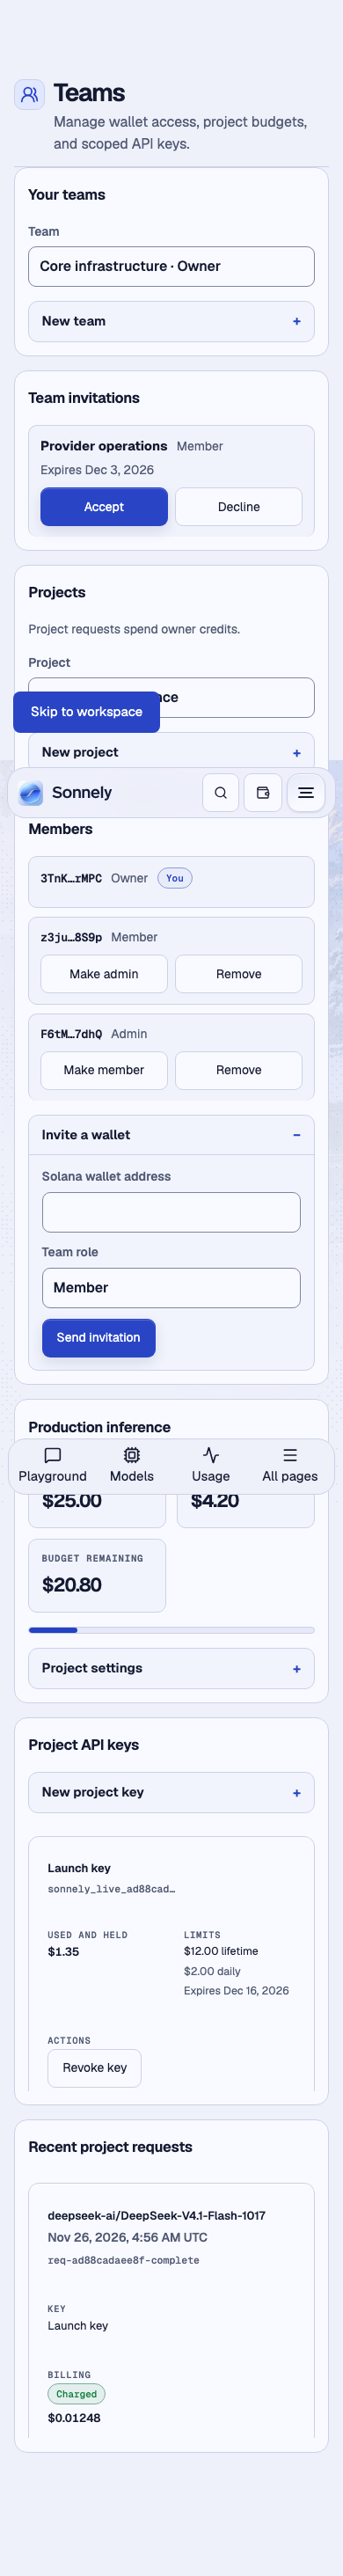 Teams
Manage wallet access, project budgets,
and scoped API keys.
Your teams
Team
Core infrastructure · Owner
New team +
Team invitations
Provider operations Member
Expires Dec 3, 2026
Accept Decline
Projects
Project requests spend owner credits.
Project
Skip to workspace
New project +
Sonnely
Members
3TnK…rMPC Owner You
z3ju…8S9p Member
Make admin Remove
F6tM…7dhQ Admin
Make member Remove
Invite a wallet −
Solana wallet address
Team role
Member
Send invitation
Production inference
Playground Models Usage All pages
$25.00 $4.20
BUDGET REMAINING
$20.80
Project settings +
Project API keys
New project key +
Launch key
sonnely_live_ad88cad…
USED AND HELD LIMITS
$1.35 $12.00 lifetime
$2.00 daily
Expires Dec 16, 2026
ACTIONS
Revoke key
Recent project requests
deepseek-ai/DeepSeek-V4.1-Flash-1017
Nov 26, 2026, 4:56 AM UTC
req-ad88cadaee8f-complete
KEY
Launch key
BILLING
Charged
$0.01248